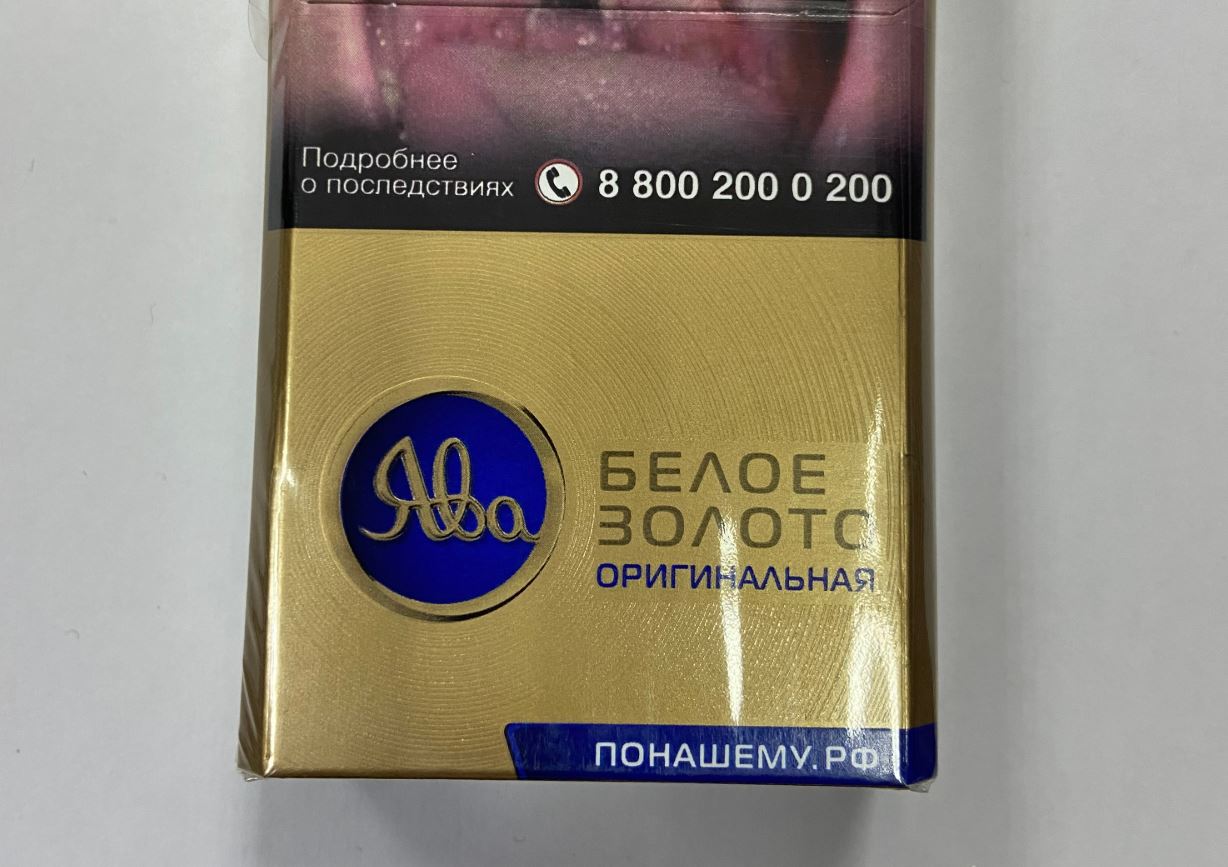 Подробнее
о последствиях
8 800 200 0 200
Ява
БЕЛОЕ
ЗОЛОТО
ОРИГИНАЛЬНАЯ
ПОНАШЕМУ.РФ